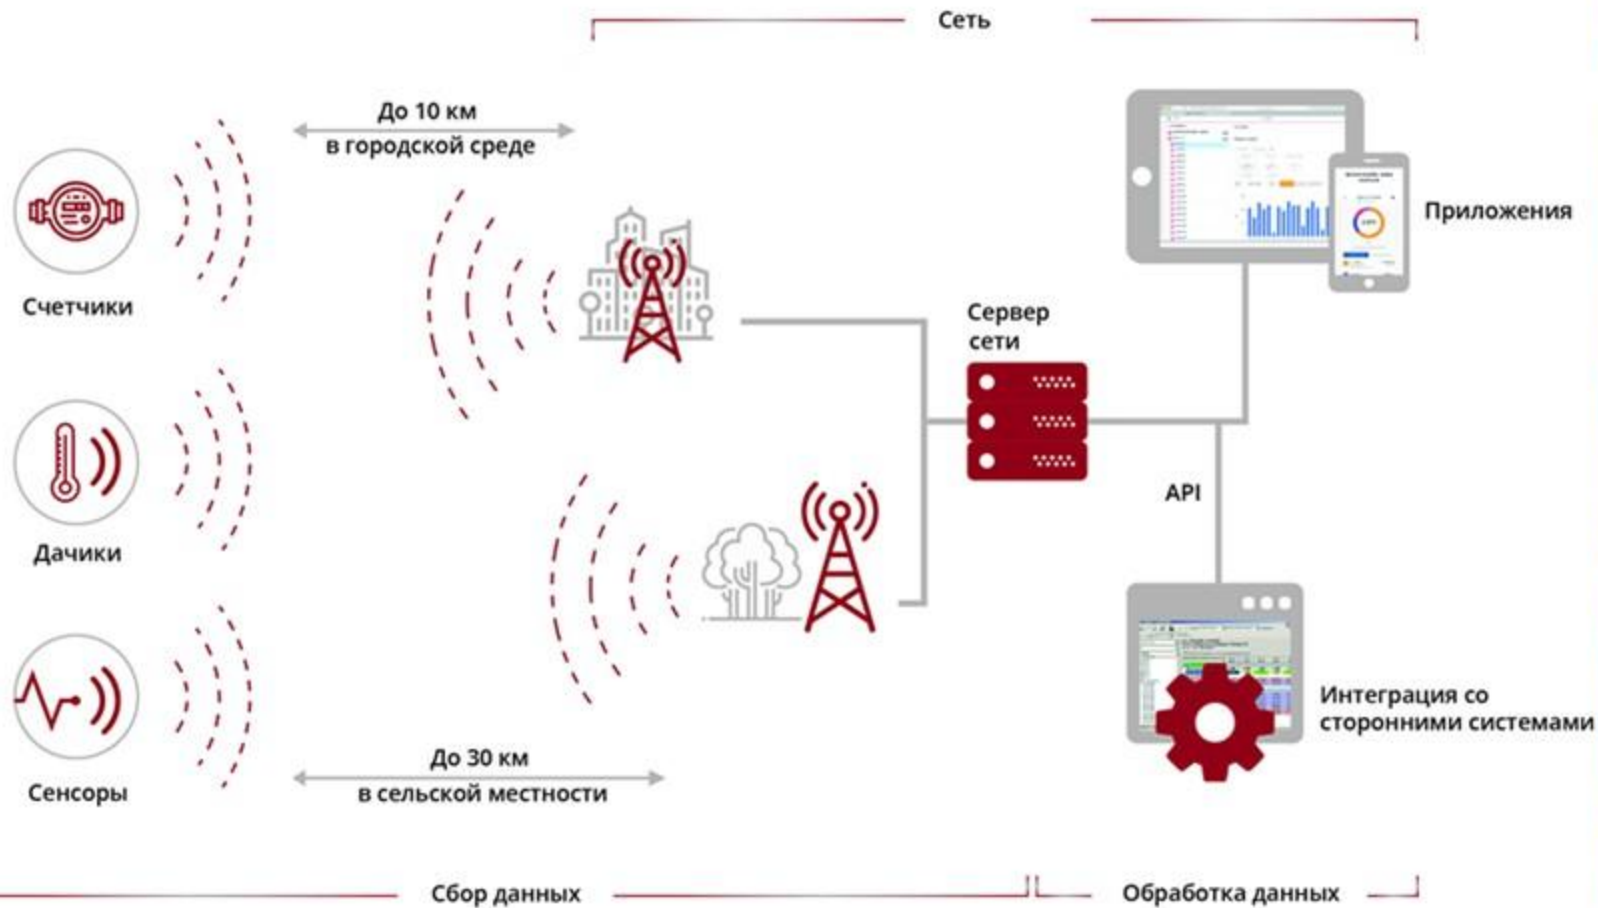 Сеть
До 10 км
в городской среде
Счетчики
Приложения
Сервер
сети
Дачики
API
Сенсоры
До 30 км
в сельской местности
Интеграция со
сторонними системами
Сбор данных
Обработка данных